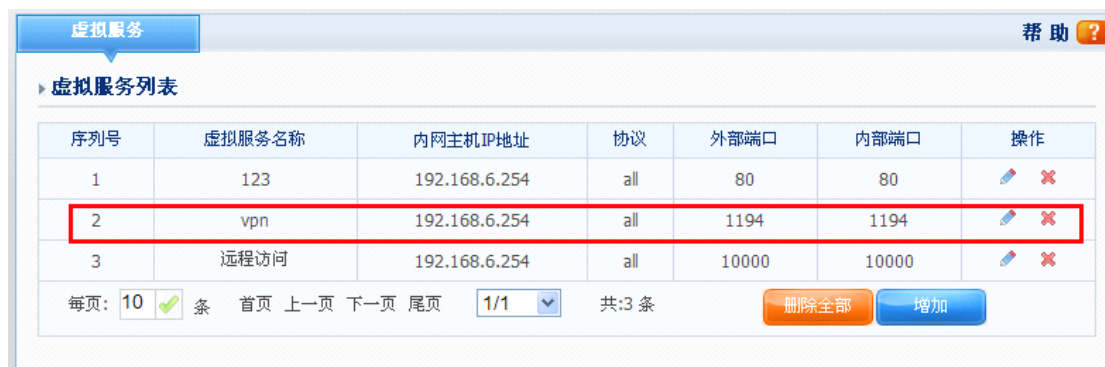 虚拟服务 帮 助 ?
虚拟服务列表
序列号 虚拟服务名称 内网主机IP地址 协议 外部端口 内部端口 操作
1 123 192.168.6.254 all 80 80
2 vpn 192.168.6.254 all 1194 1194
3 远程访问 192.168.6.254 all 10000 10000
每页: 10 条 首页 上一页 下一页 尾页 1/1 共:3 条 删除全部 增加